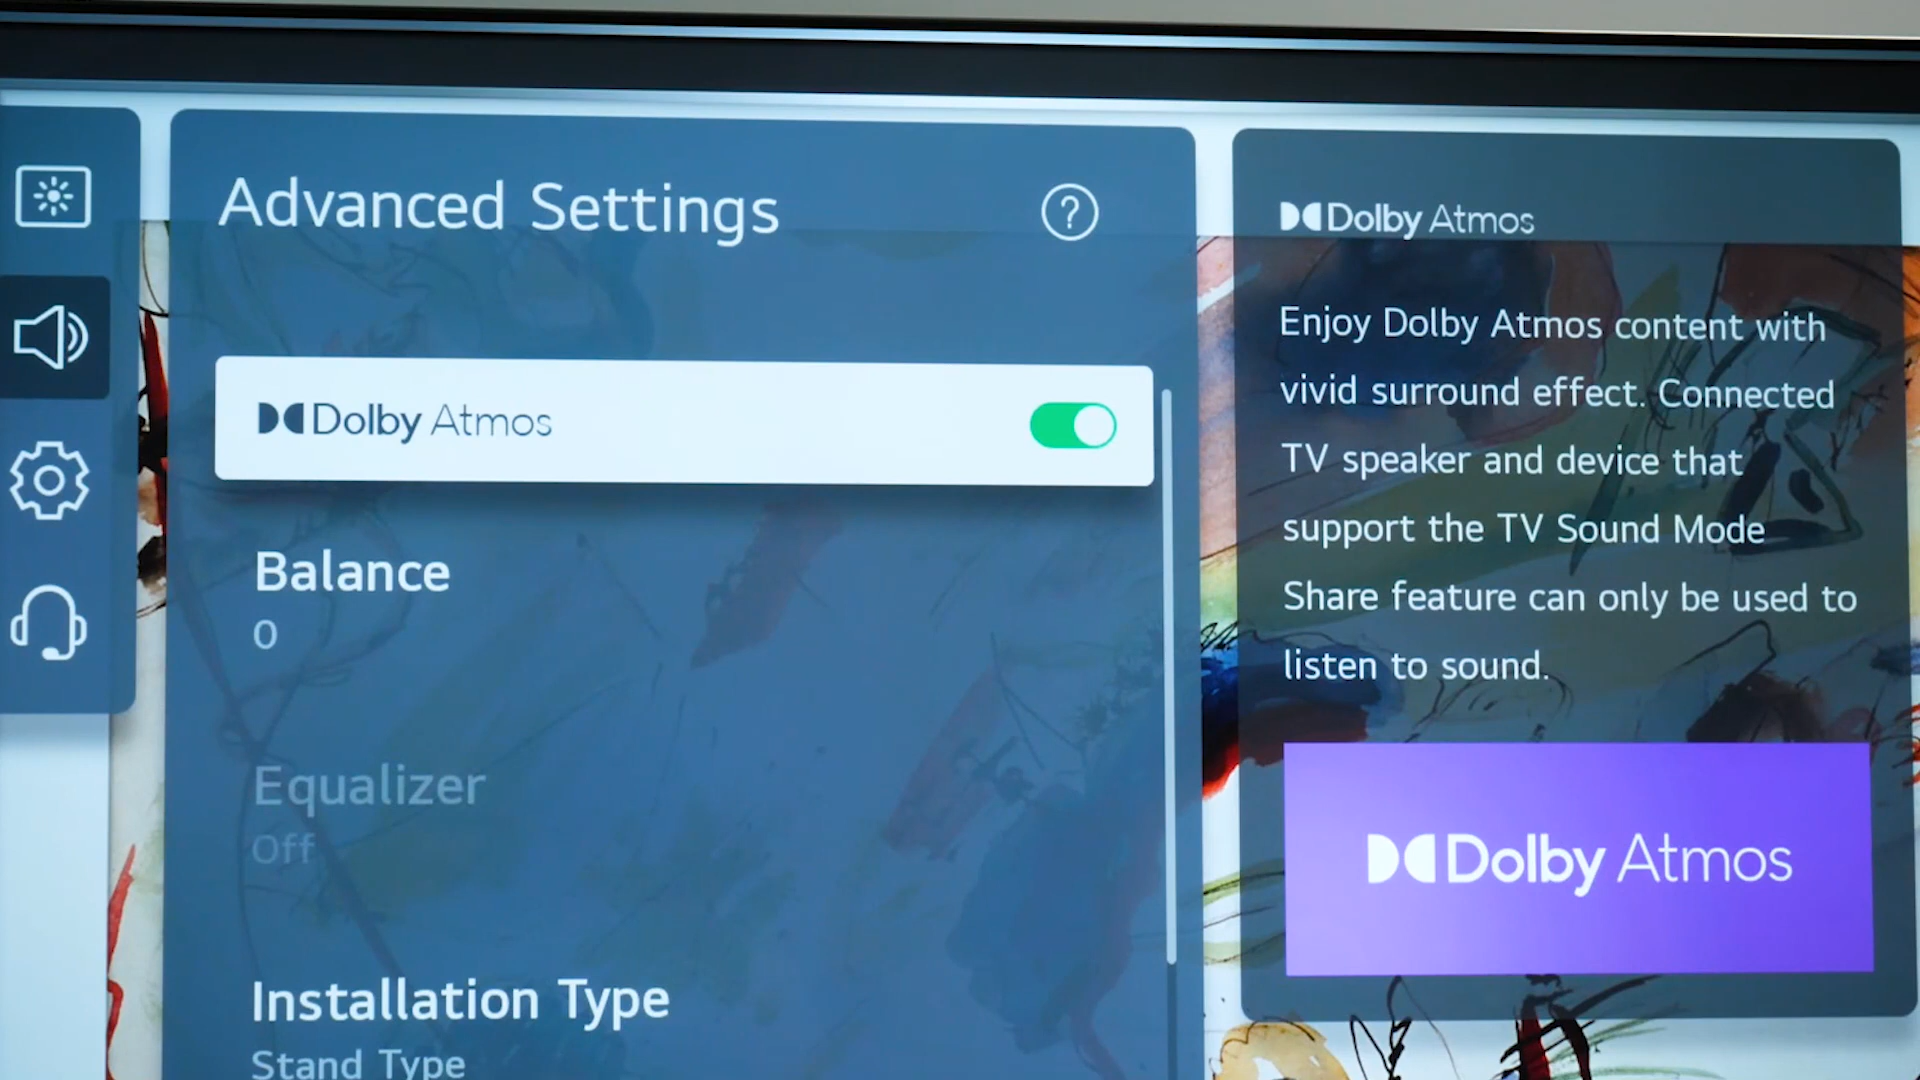 Advanced Settings
?
Dolby Atmos
Balance
0
Equalizer
Off
Installation Type
Stand Type
Dolby Atmos
Enjoy Dolby Atmos content with
vivid surround effect. Connected
TV speaker and device that
support the TV Sound Mode
Share feature can only be used to
listen to sound.
Dolby Atmos